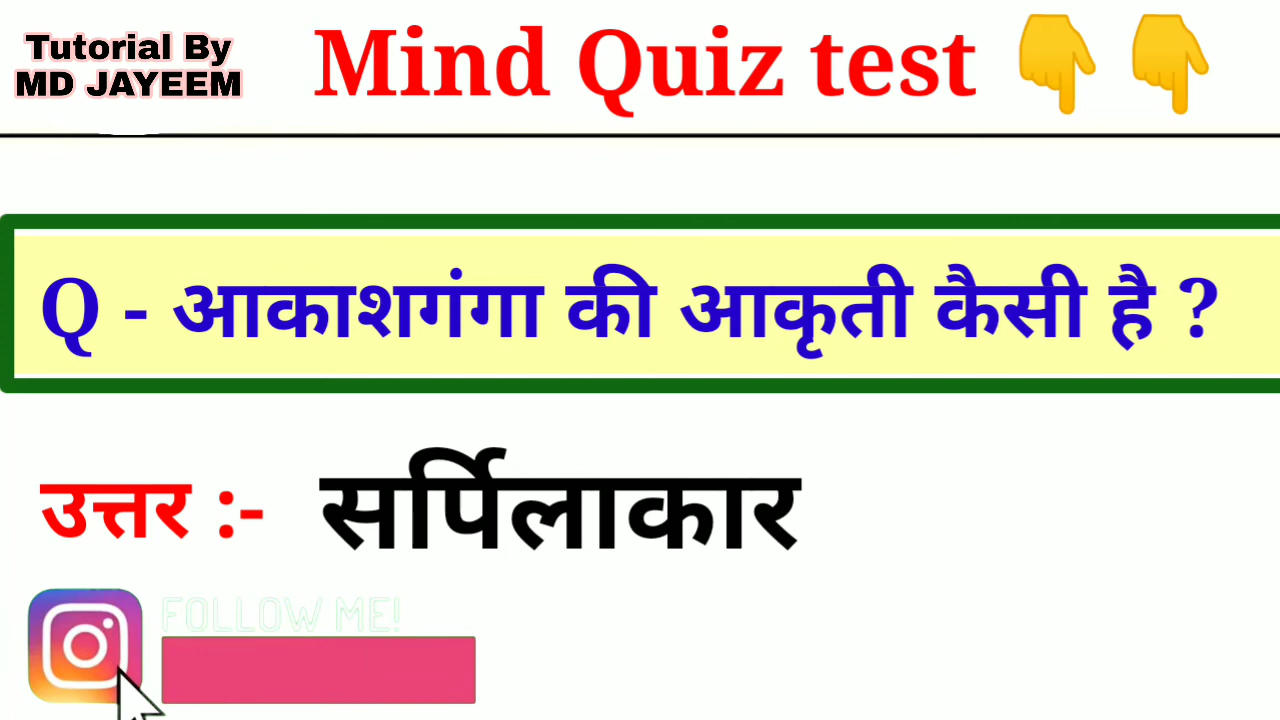 Tutorial By
MD JAYEEM
Mind Quiz test 👇 👇
Q - आकाशगंगा की आकृती कैसी है ?
उत्तर :- सर्पिलाकार
FOLLOW ME!